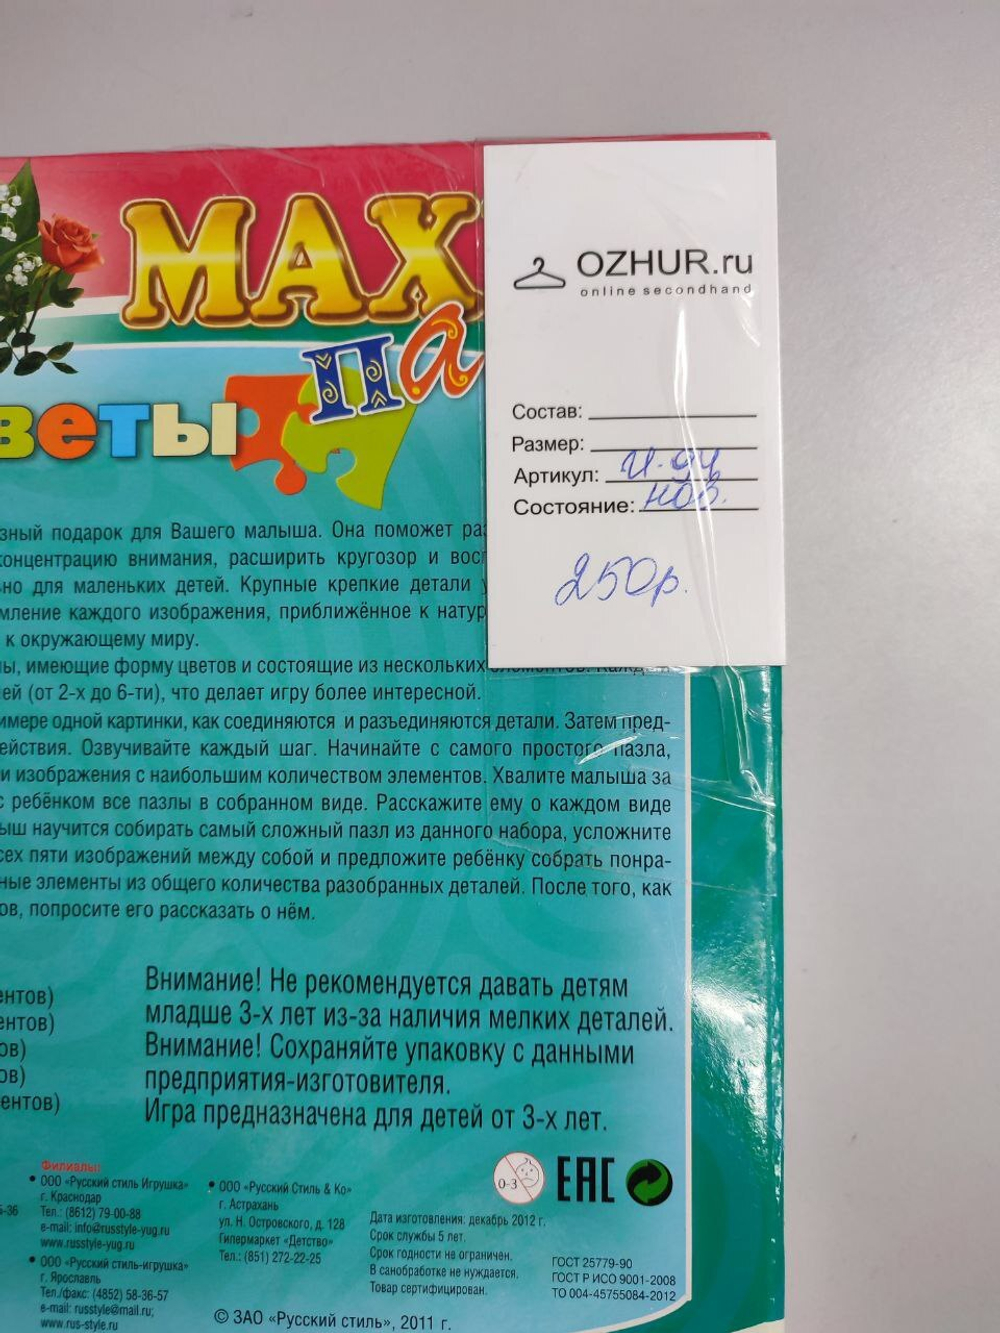 MAX
па
веты
OZHUR.ru
online secondhand
Состав:
Размер:
Артикул: И-94
Состояние: нов.
250р.
зный подарок для Вашего малыша. Она поможет раз
концентрацию внимания, расширить кругозор и восп
ьно для маленьких детей. Крупные крепкие детали у
мление каждого изображения, приближённое к натур
к окружающему миру.
лы, имеющие форму цветов и состоящие из нескольких элементов. Кажд
ей (от 2-х до 6-ти), что делает игру более интересной.
имере одной картинки, как соединяются и разъединяются детали. Затем пред-
ействия. Озвучивайте каждый шаг. Начинайте с самого простого пазла,
и изображения с наибольшим количеством элементов. Хвалите малыша за
с ребёнком все пазлы в собранном виде. Расскажите ему о каждом виде
ыш научится собирать самый сложный пазл из данного набора, усложните
сех пяти изображений между собой и предложите ребёнку собрать понра-
ные элементы из общего количества разобранных деталей. После того, как
ов, попросите его рассказать о нём.
ентов)
ентов)
ов)
ов)
ентов)
Внимание! Не рекомендуется давать детям
младше 3-х лет из-за наличия мелких деталей.
Внимание! Сохраняйте упаковку с данными
предприятия-изготовителя.
Игра предназначена для детей от 3-х лет.
Филиалы:
• ООО «Русский стиль Игрушка»
г. Краснодар
Тел.: (8612) 79-00-88
e-mail: info@russtyle-yug.ru
www.russtyle-yug.ru
• ООО «Русский стиль-игрушка»
г. Ярославль
Тел./факс: (4852) 58-36-57
e-mail: russtyle@mail.ru;
www.rus-style.ru
5-36
• ООО «Русский Стиль & Ко»
г. Астрахань
ул. Н. Островского, д. 128
Гипермаркет «Детство»
Тел.: (851) 272-22-25
0-3
EAC
Дата изготовления: декабрь 2012 г.
Срок службы 5 лет.
Срок годности не ограничен.
В санобработке не нуждается.
Товар сертифицирован.
ГОСТ 25779-90
ГОСТ Р ИСО 9001-2008
ТО 004-45755084-2012
© ЗАО «Русский стиль», 2011 г.